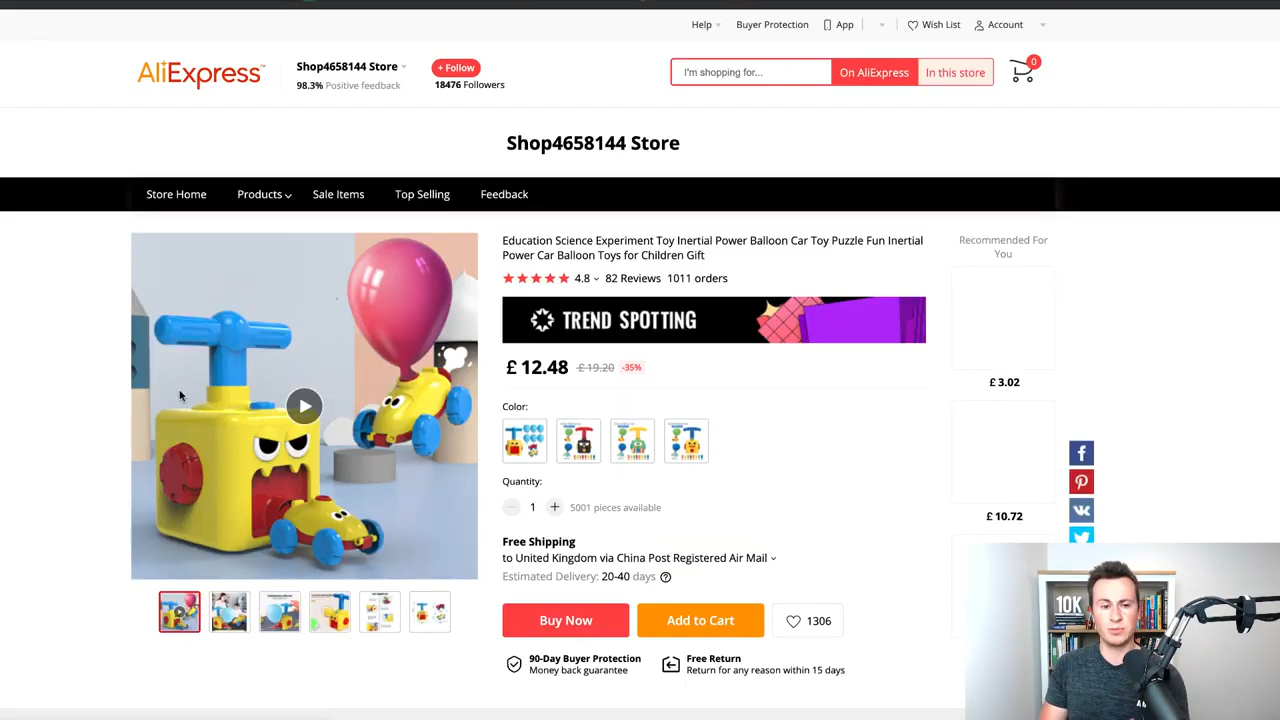 Help
Buyer Protection
App
Wish List
Account
AliExpress
Shop4658144 Store
98.3% Positive feedback
+ Follow
18476 Followers
I'm shopping for...
On AliExpress
In this store
0
Shop4658144 Store
Store Home
Products
Sale Items
Top Selling
Feedback
Education Science Experiment Toy Inertial Power Balloon Car Toy Puzzle Fun Inertial
Power Car Balloon Toys for Children Gift
4.8
82 Reviews
1011 orders
TREND SPOTTING
£ 12.48
£ 19.20
-35%
Color:
Quantity:
1
5001 pieces available
Free Shipping
to United Kingdom via China Post Registered Air Mail
Estimated Delivery: 20-40 days
Buy Now
Add to Cart
1306
90-Day Buyer Protection
Money back guarantee
Free Return
Return for any reason within 15 days
Recommended For
You
£ 3.02
£ 10.72
10K